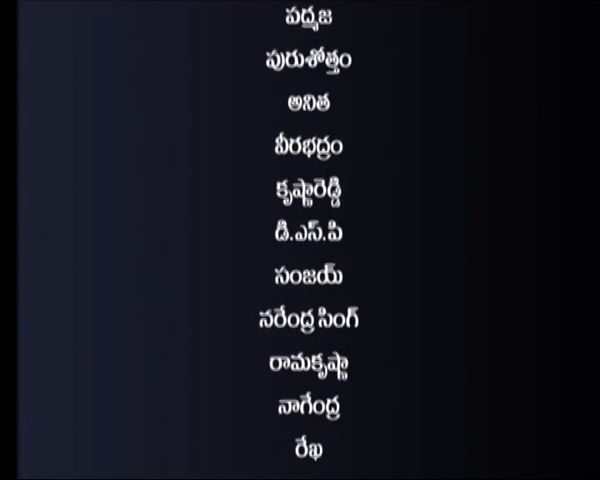 పద్మజ
పురుశోత్తం
అనిత
వీరభద్రం
కృష్ణారెడ్డి
డి.ఎస్.పి
సంజయ్
నరేంద్ర సింగ్
రామకృష్ణా
నాగేంద్ర
రేఖ